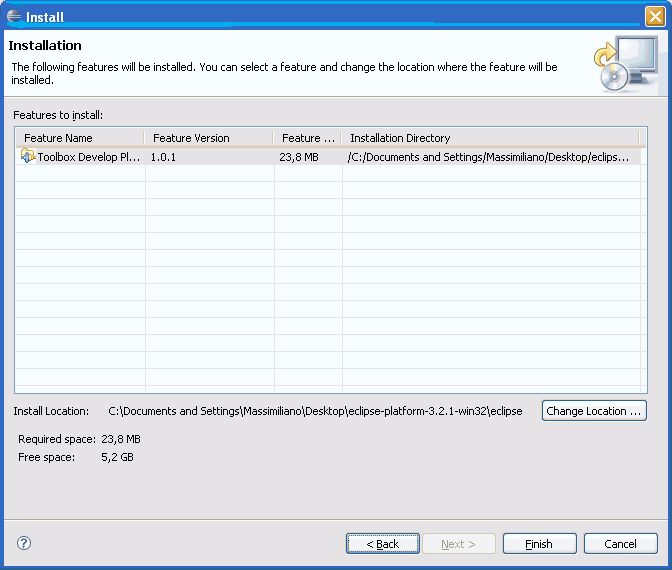 Install
Installation
The following features will be installed. You can select a feature and change the location where the feature will be
installed.
Features to install:
Feature Name Feature Version Feature ... Installation Directory
Toolbox Develop Pl... 1.0.1 23,8 MB /C:/Documents and Settings/Massimiliano/Desktop/eclips...
Install Location: C:\Documents and Settings\Massimiliano\Desktop\eclipse-platform-3.2.1-win32\eclipse Change Location ...
Required space: 23,8 MB
Free space: 5,2 GB
? < Back Next > Finish Cancel